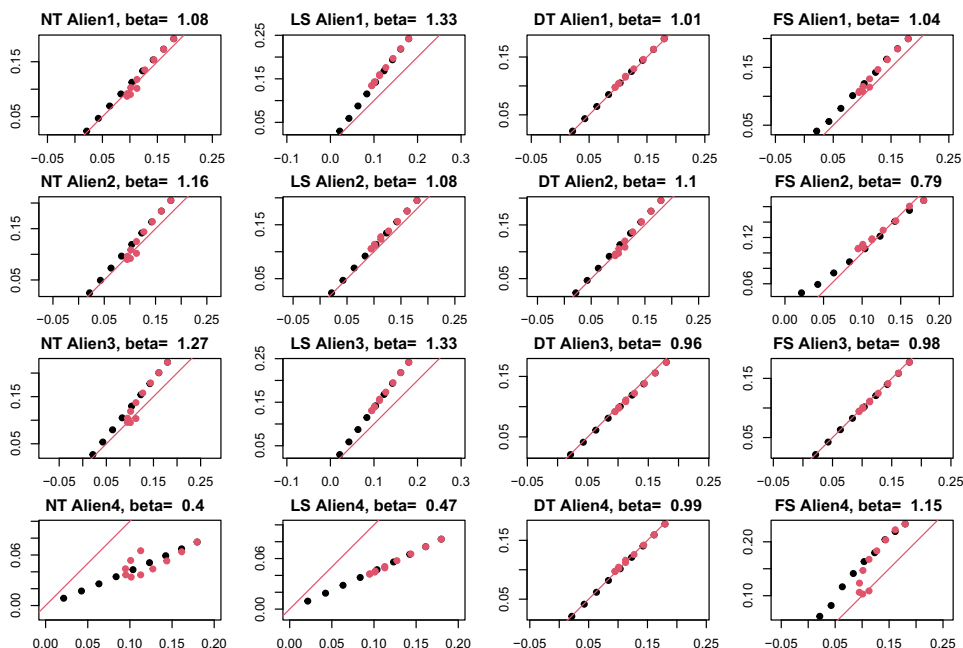 NT Alien1, beta= 1.08
0.05 0.15
−0.05 0.05 0.15 0.25
LS Alien1, beta= 1.33
0.05 0.15 0.25
−0.1 0.0 0.1 0.2 0.3
DT Alien1, beta= 1.01
0.05 0.15
−0.05 0.05 0.15 0.25
FS Alien1, beta= 1.04
0.05 0.15
−0.05 0.05 0.15 0.25
NT Alien2, beta= 1.16
0.05 0.15
−0.05 0.05 0.15 0.25
LS Alien2, beta= 1.08
0.05 0.15
−0.05 0.05 0.15 0.25
DT Alien2, beta= 1.1
0.05 0.15
−0.05 0.05 0.15 0.25
FS Alien2, beta= 0.79
0.06 0.12
0.00 0.05 0.10 0.15 0.20
NT Alien3, beta= 1.27
0.05 0.15
−0.05 0.05 0.15 0.25
LS Alien3, beta= 1.33
0.05 0.15 0.25
−0.1 0.0 0.1 0.2 0.3
DT Alien3, beta= 0.96
0.05 0.15
−0.05 0.05 0.15 0.25
FS Alien3, beta= 0.98
0.05 0.15
−0.05 0.05 0.15 0.25
NT Alien4, beta= 0.4
0.00 0.06
0.00 0.05 0.10 0.15 0.20
LS Alien4, beta= 0.47
0.00 0.06
0.00 0.05 0.10 0.15 0.20
DT Alien4, beta= 0.99
0.05 0.15
−0.05 0.05 0.15 0.25
FS Alien4, beta= 1.15
0.10 0.20
−0.05 0.05 0.15 0.25